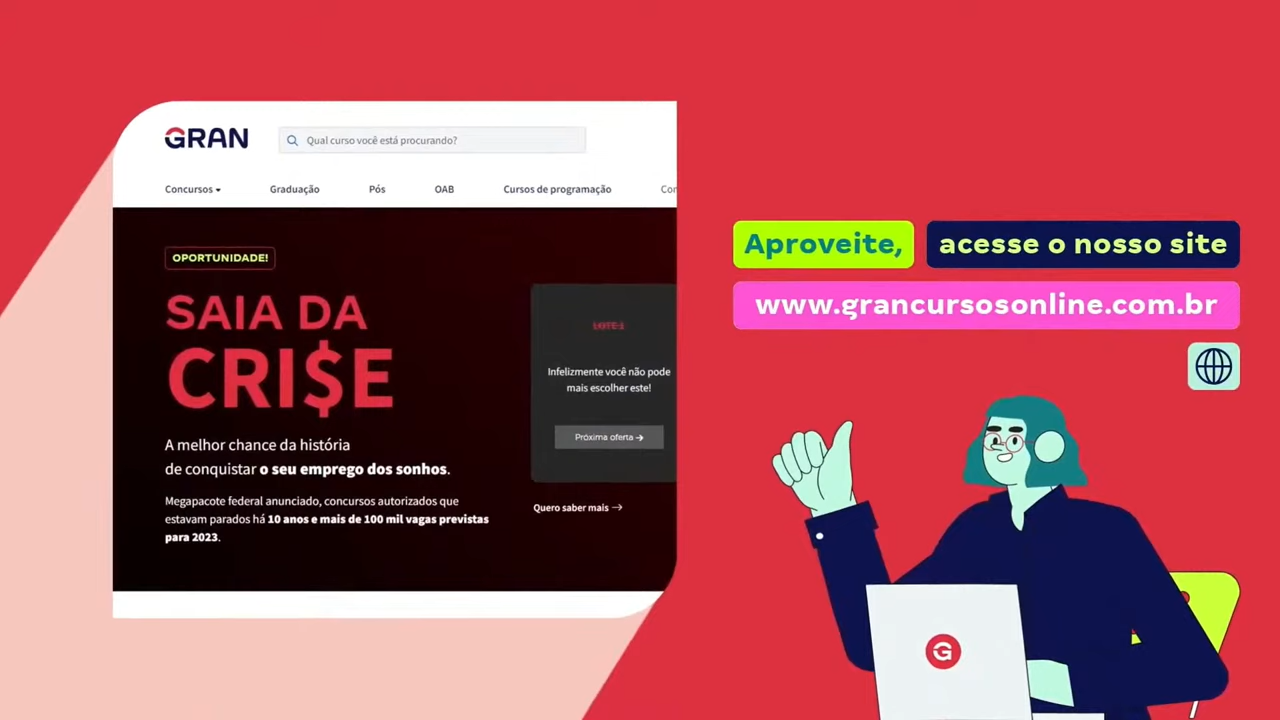 GRAN
Qual curso você está procurando?
Concursos
Graduação
Pós
OAB
Cursos de programação
OPORTUNIDADE!
SAIA DA
CRI$E
A melhor chance da história
de conquistar o seu emprego dos sonhos.
Megapacote federal anunciado, concursos autorizados que
estavam parados há 10 anos e mais de 100 mil vagas previstas
para 2023.
LOTE 1
Infelizmente você não pode
mais escolher este!
Próxima oferta →
Quero saber mais →
Aproveite, acesse o nosso site
www.grancursosonline.com.br
G